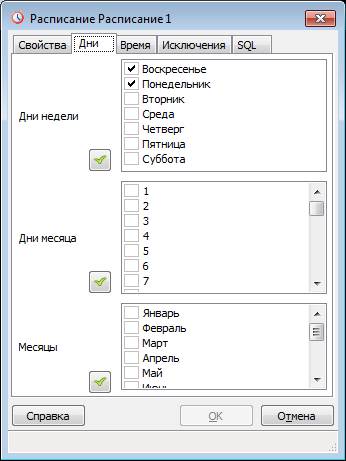 Расписание Расписание 1
Свойства Дни Время Исключения SQL
Дни недели
Воскресенье
Понедельник
Вторник
Среда
Четверг
Пятница
Суббота
Дни месяца
1
2
3
4
5
6
7
Месяцы
Январь
Февраль
Март
Апрель
Май
Июнь
Справка OK Отмена